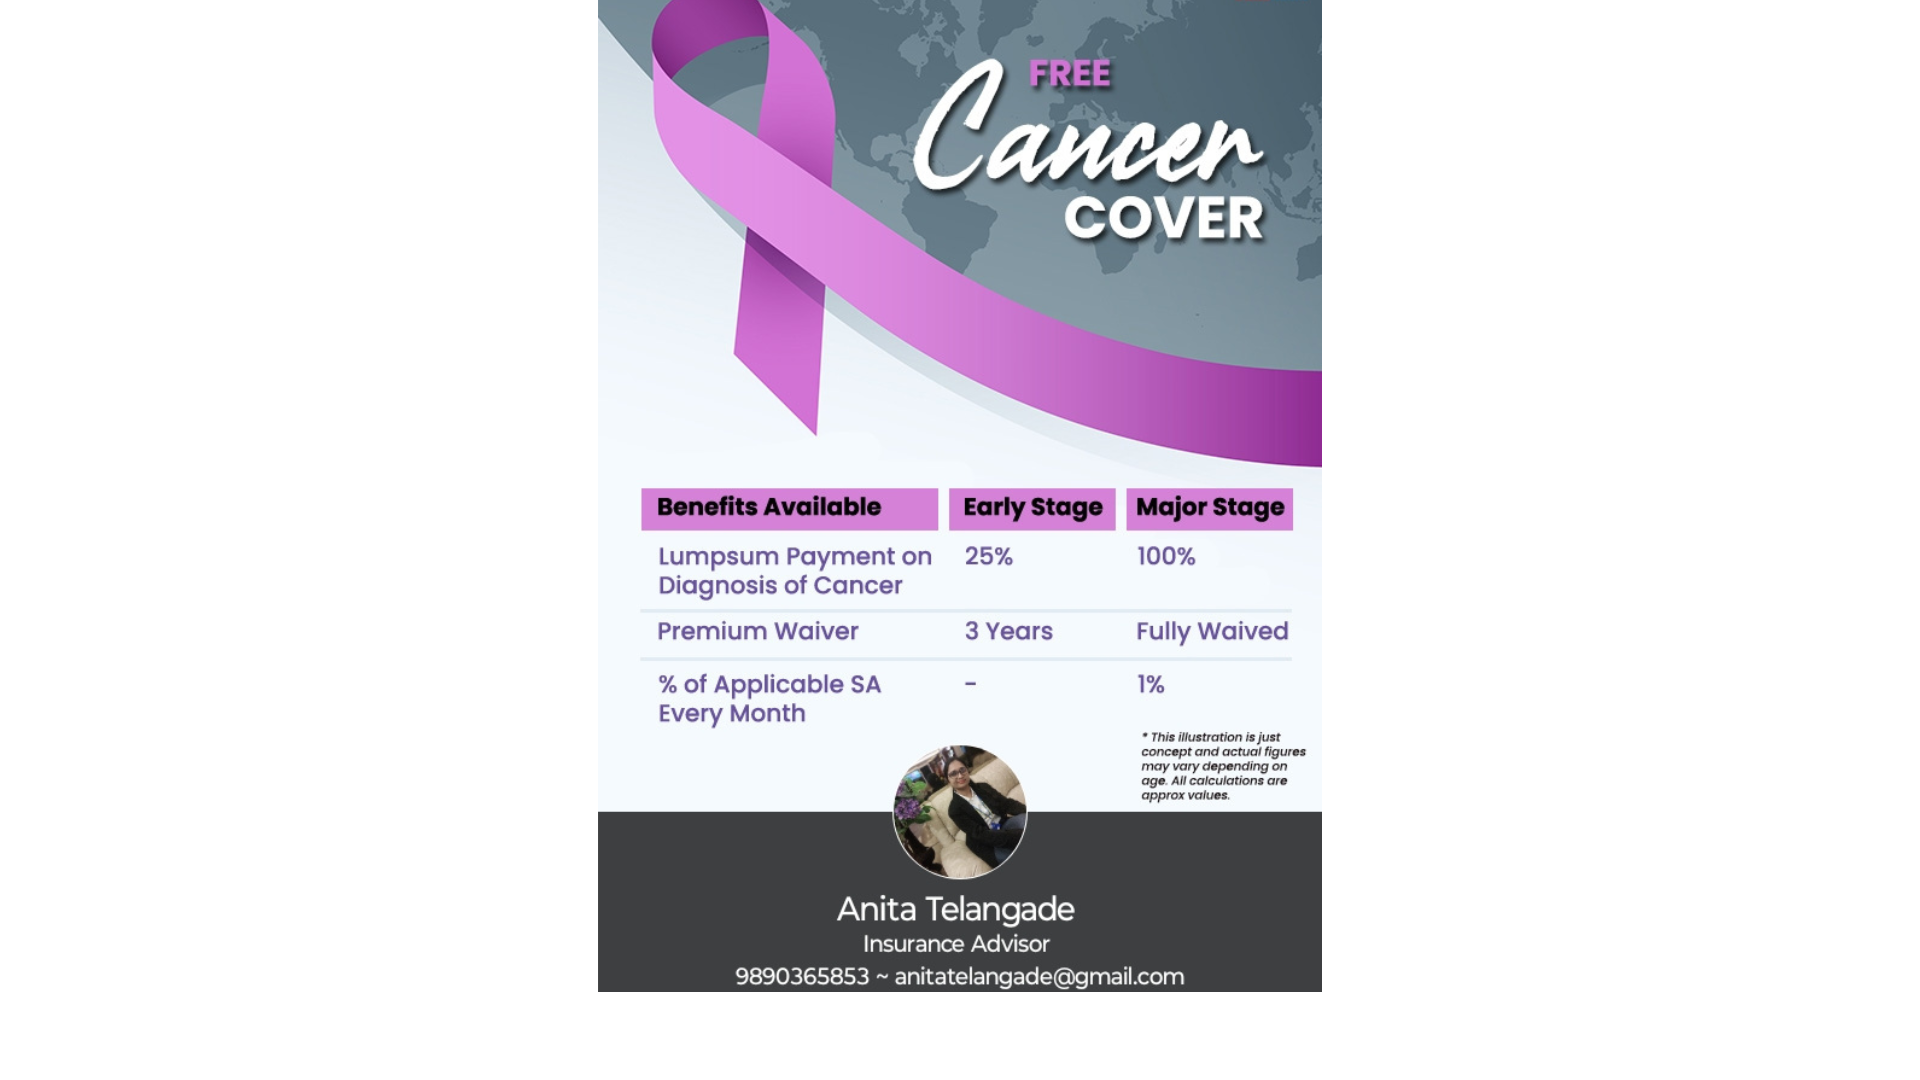 FREE
Cancer
COVER
Benefits Available Early Stage Major Stage
Lumpsum Payment on 25% 100%
Diagnosis of Cancer
Premium Waiver 3 Years Fully Waived
% of Applicable SA - 1%
Every Month
* This illustration is just
concept and actual figures
may vary depending on
age. All calculations are
approx values.
Anita Telangade
Insurance Advisor
9890365853 ~ anitatelangade@gmail.com